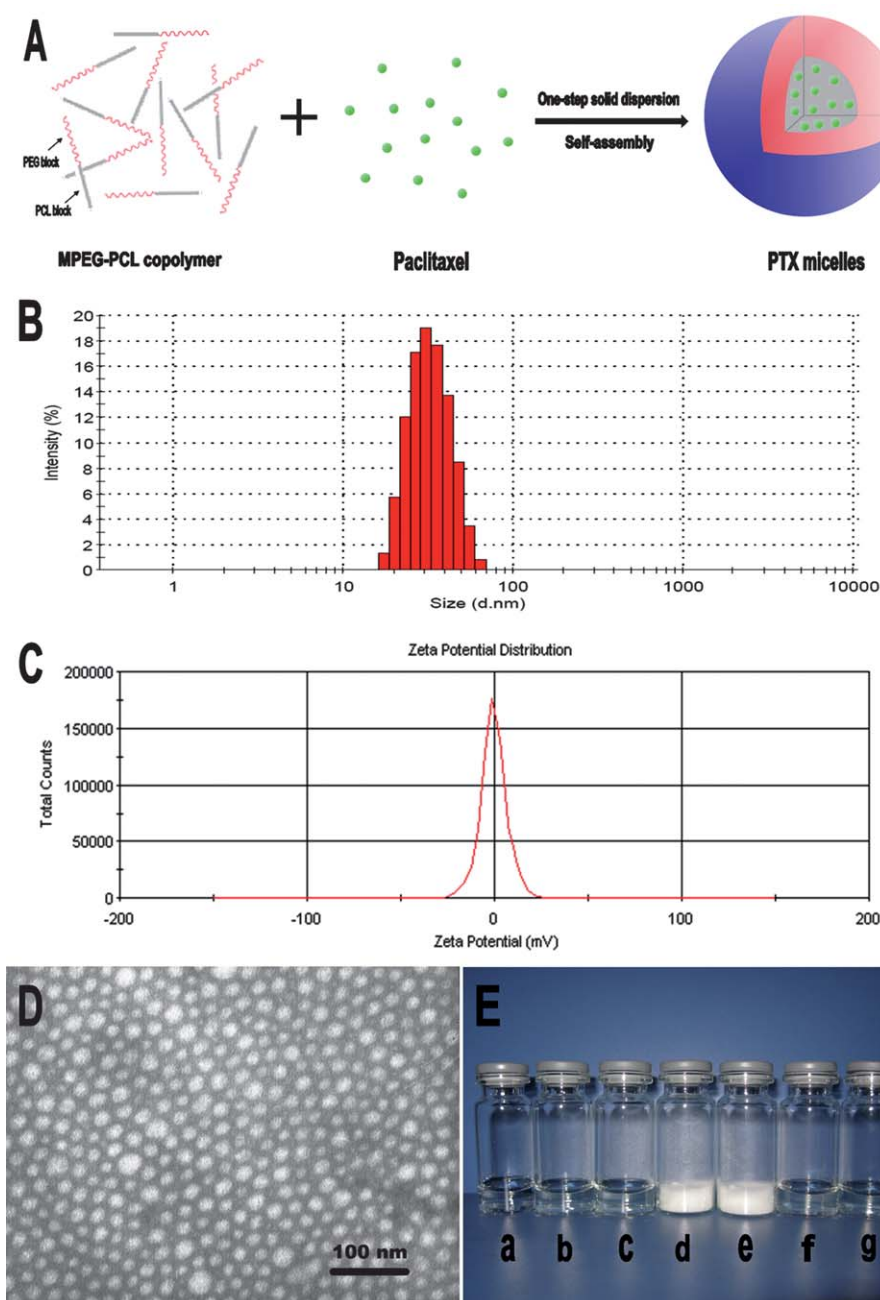 A
PEG block
PCL block
MPEG-PCL copolymer
+
Paclitaxel
One-step solid dispersion
Self-assembly
PTX micelles
B
Intensity (%)
20
18
16
14
12
10
8
6
4
2
0
1 10 100 1000 10000
Size (d.nm)
C
Zeta Potential Distribution
Total Counts
200000
150000
100000
50000
0
-200 -100 0 100 200
Zeta Potential (mV)
D
100 nm
E
a b c d e f g